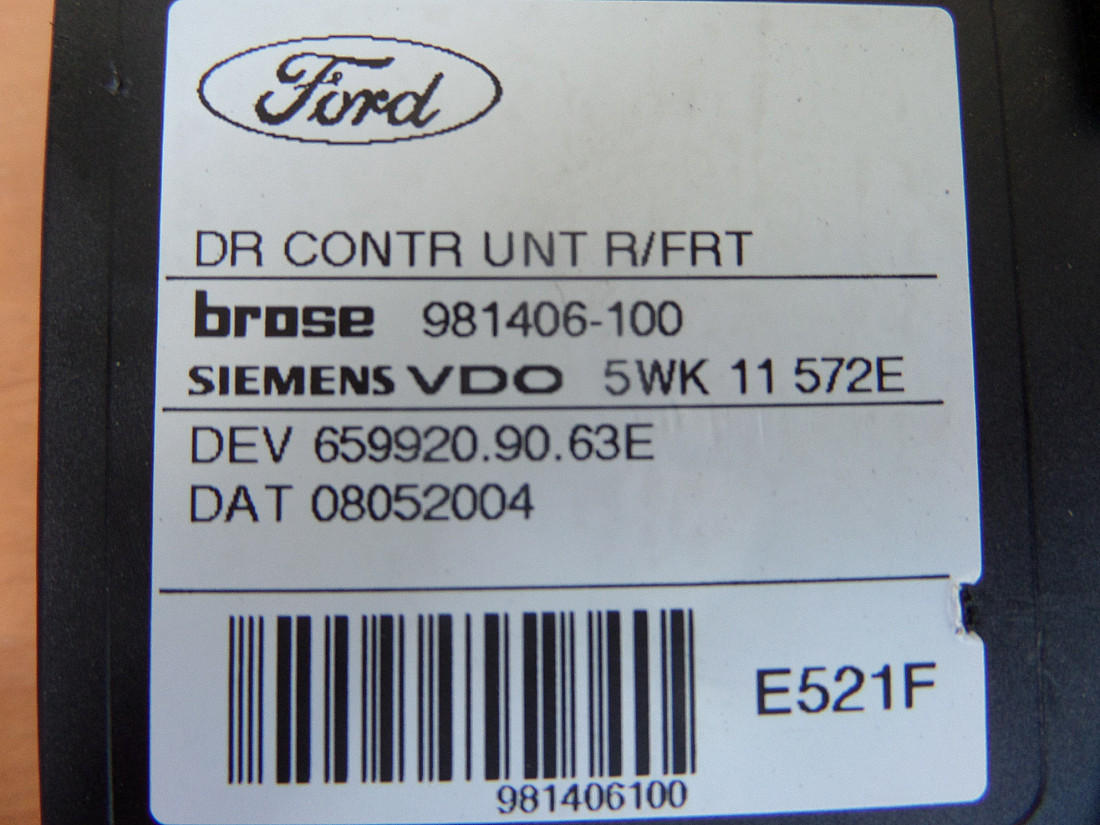 Ford
DR CONTR UNT R/FRT
brose 981406-100
SIEMENS VDO 5WK 11 572E
DEV 659920.90.63E
DAT 08052004
E521F
981406100